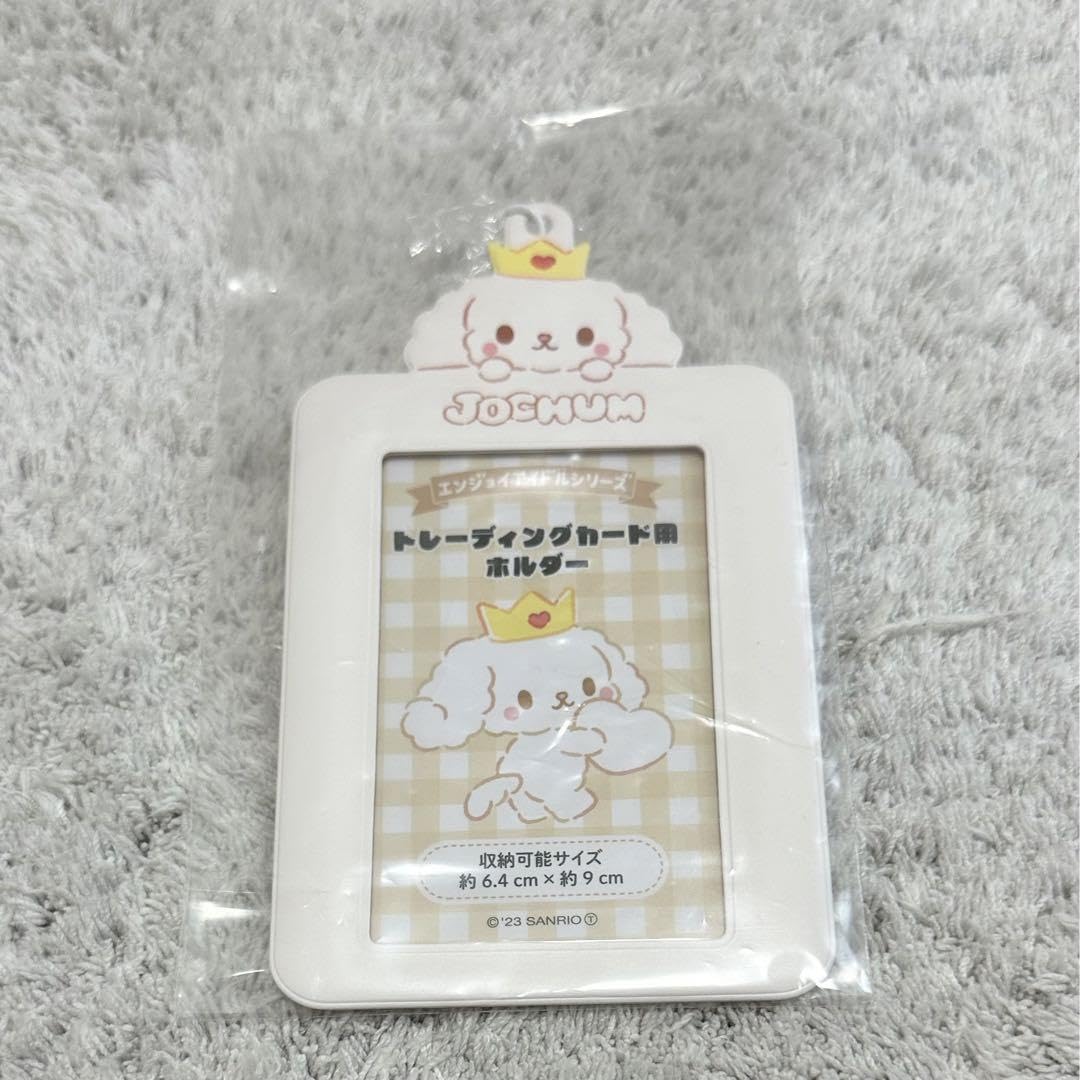 JOCHUM
エンジョイアイドルシリーズ
トレーディングカード用
ホルダー
収納可能サイズ
約 6.4 cm × 約 9 cm
©'23 SANRIO Ⓣ